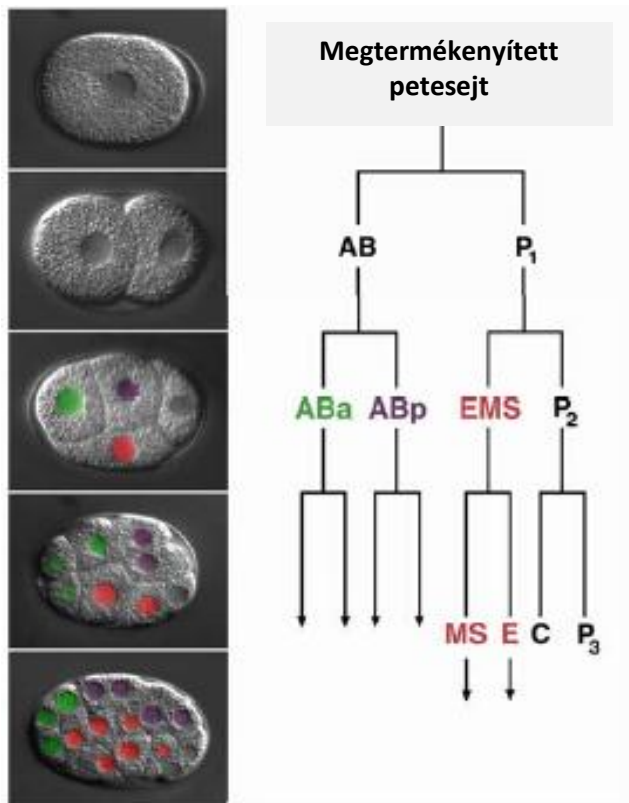 Megtermékenyített
petesejt
AB P₁
ABa ABp EMS P₂
MS E C P₃